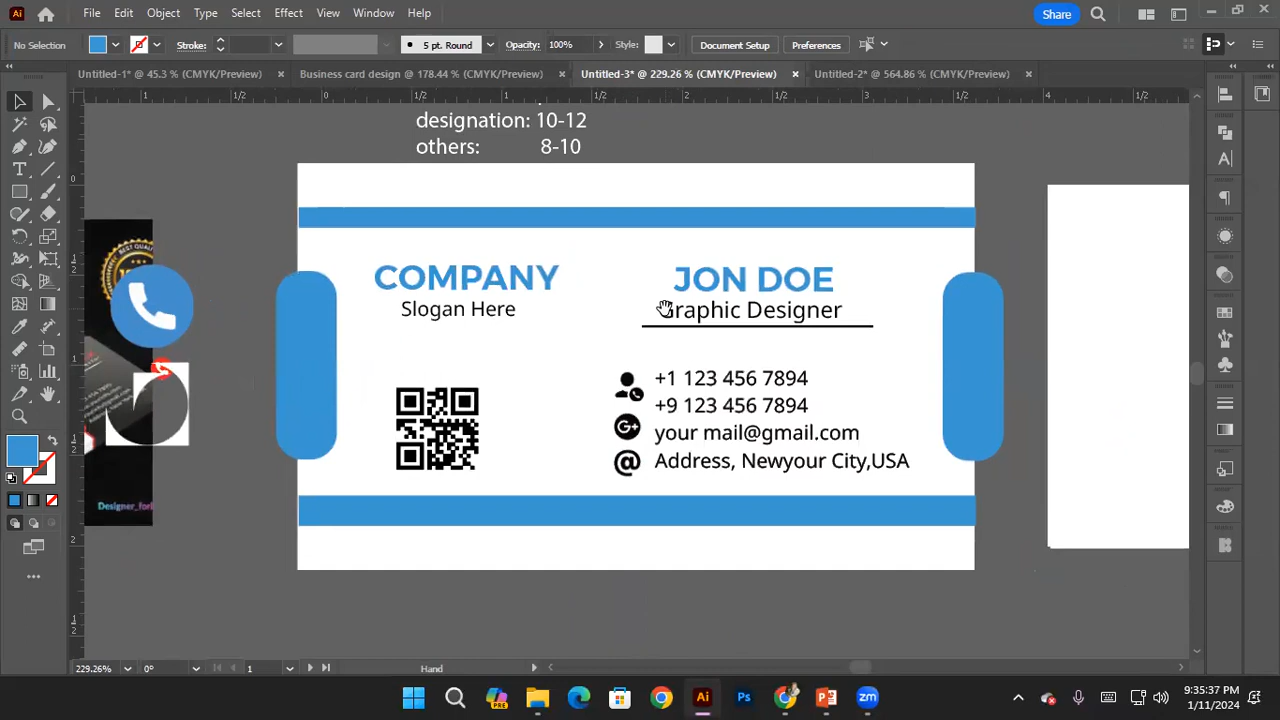 File Edit Object Type Select Effect View Window Help
Share
No Selection
Stroke:
5 pt. Round
Opacity: 100%
Style:
Document Setup
Preferences
Untitled-1* @ 45.3 % (CMYK/Preview)
Business card design @ 178.44 % (CMYK/Preview)
Untitled-3* @ 229.26 % (CMYK/Preview)
Untitled-2* @ 564.86 % (CMYK/Preview)
designation: 10-12
others: 8-10
COMPANY
Slogan Here
JON DOE
Graphic Designer
+1 123 456 7894
+9 123 456 7894
your mail@gmail.com
Address, Newyour City,USA
229.26%
0°
1
Hand
9:35:37 PM
1/11/2024